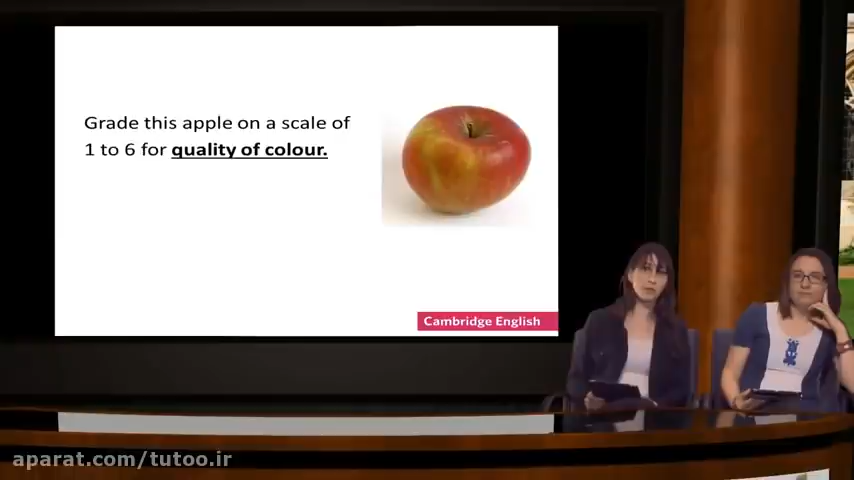 Grade this apple on a scale of
1 to 6 for quality of colour.
Cambridge English
aparat.com/tutoo.ir